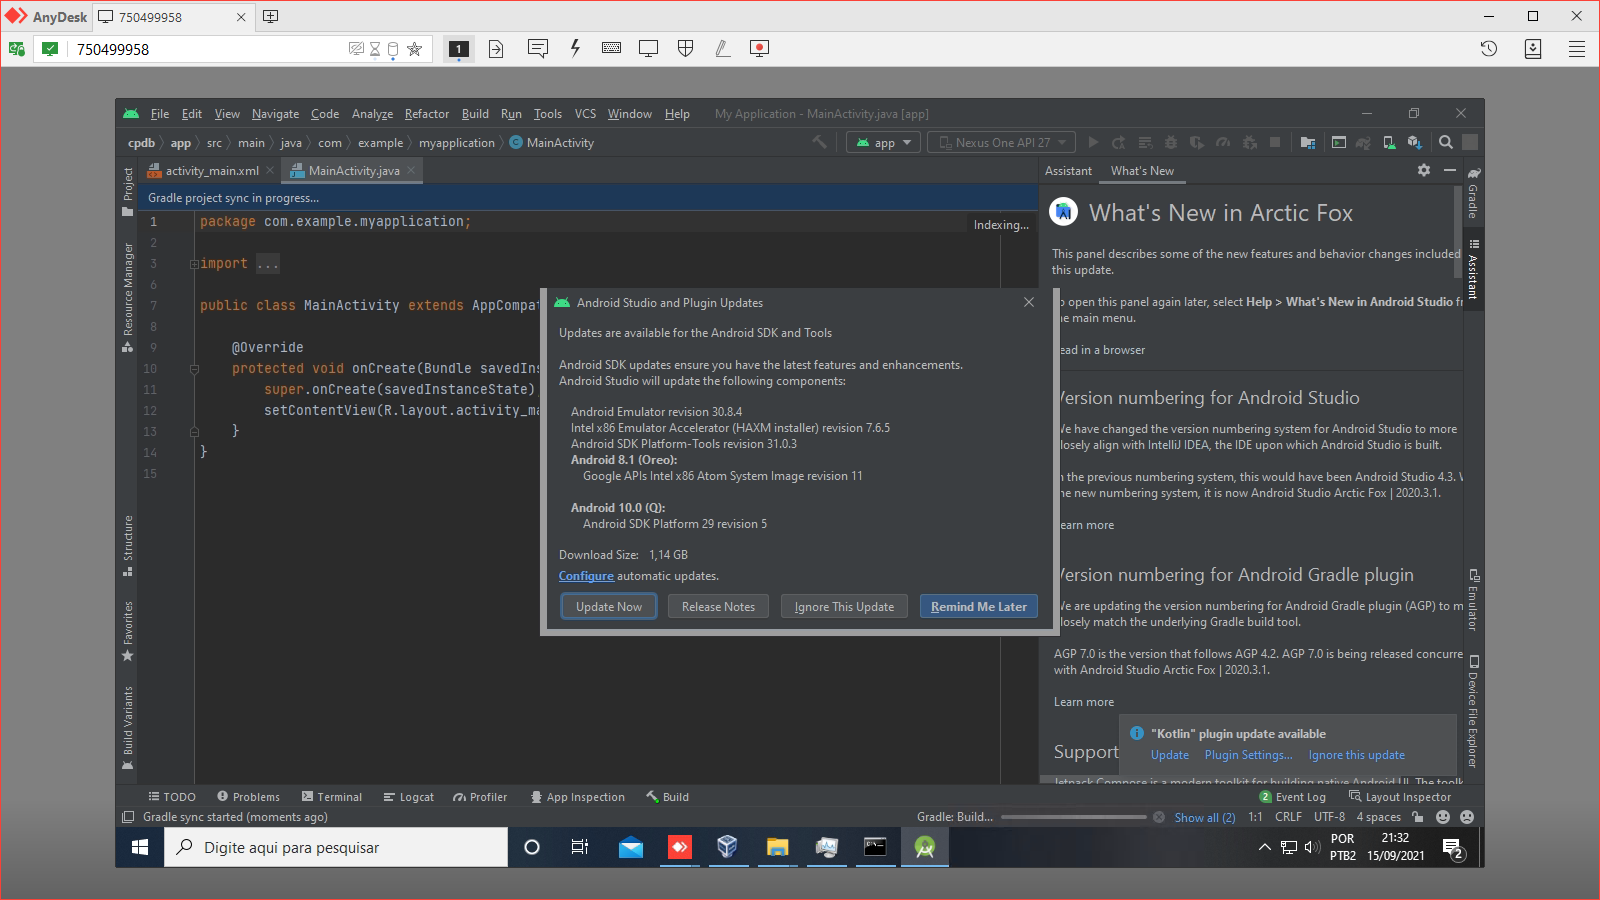 AnyDesk
750499958
750499958
1
File Edit View Navigate Code Analyze Refactor Build Run Tools VCS Window Help My Application - MainActivity.java [app]
cpdb app src main java com example myapplication MainActivity
app
Nexus One API 27
activity_main.xml
MainActivity.java
Assistant What's New
Gradle project sync in progress...
Indexing...
1 package com.example.myapplication;
2
3 import ...
6
7 public class MainActivity extends AppCompat
8
9 @Override
10 protected void onCreate(Bundle savedIns
11 super.onCreate(savedInstanceState)
12 setContentView(R.layout.activity_ma
13 }
14 }
15
Project
Resource Manager
Structure
Favorites
Build Variants
Android Studio and Plugin Updates
Updates are available for the Android SDK and Tools
Android SDK updates ensure you have the latest features and enhancements.
Android Studio will update the following components:
Android Emulator revision 30.8.4
Intel x86 Emulator Accelerator (HAXM installer) revision 7.6.5
Android SDK Platform-Tools revision 31.0.3
Android 8.1 (Oreo):
Google APIs Intel x86 Atom System Image revision 11
Android 10.0 (Q):
Android SDK Platform 29 revision 5
Download Size: 1,14 GB
Configure automatic updates.
Update Now Release Notes Ignore This Update Remind Me Later
What's New in Arctic Fox
This panel describes some of the new features and behavior changes included
this update.
o open this panel again later, select Help > What's New in Android Studio fr
he main menu.
ead in a browser
ersion numbering for Android Studio
e have changed the version numbering system for Android Studio to more
losely align with IntelliJ IDEA, the IDE upon which Android Studio is built.
n the previous numbering system, this would have been Android Studio 4.3. W
he new numbering system, it is now Android Studio Arctic Fox | 2020.3.1.
earn more
ersion numbering for Android Gradle plugin
e are updating the version numbering for Android Gradle plugin (AGP) to m
losely match the underlying Gradle build tool.
AGP 7.0 is the version that follows AGP 4.2. AGP 7.0 is being released concurre
with Android Studio Arctic Fox | 2020.3.1.
Learn more
Support
Jetpack Compose is a modern toolkit for building native Android UI. The toolk
"Kotlin" plugin update available
Update Plugin Settings... Ignore this update
Gradle
Assistant
Emulator
Device File Explorer
TODO Problems Terminal Logcat Profiler App Inspection Build
2 Event Log Layout Inspector
Gradle sync started (moments ago)
Gradle: Build...
Show all (2) 1:1 CRLF UTF-8 4 spaces
Digite aqui para pesquisar
POR
PTB2
21:32
15/09/2021
2